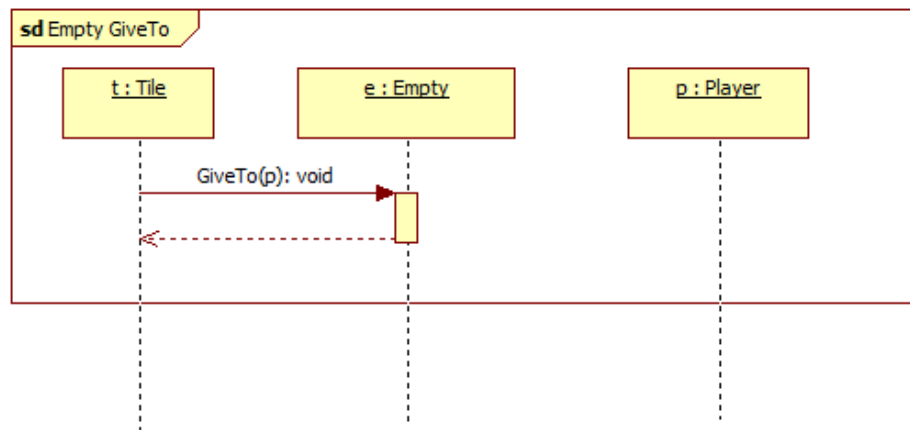 sd Empty GiveTo
t : Tile
e : Empty
p : Player
GiveTo(p): void